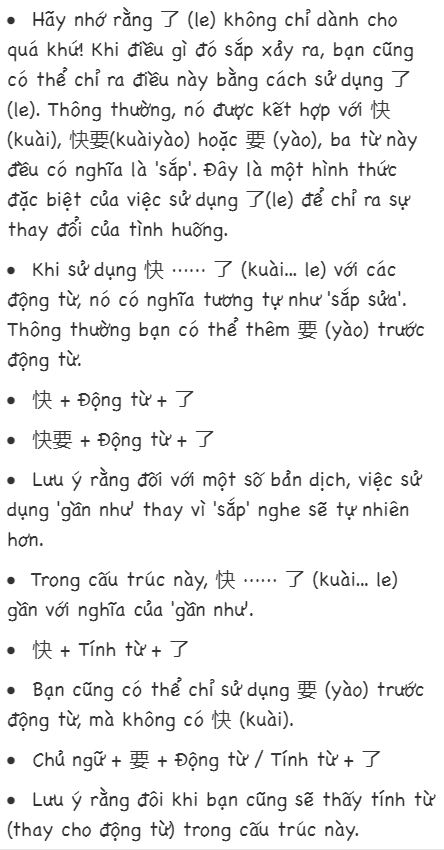 • Hãy nhớ rằng 了 (le) không chỉ dành cho
quá khứ! Khi điều gì đó sắp xảy ra, bạn cũng
có thể chỉ ra điều này bằng cách sử dụng 了
(le). Thông thường, nó được kết hợp với 快
(kuài), 快要(kuàiyào) hoặc 要 (yào), ba từ này
đều có nghĩa là 'sắp'. Đây là một hình thức
đặc biệt của việc sử dụng 了(le) để chỉ ra sự
thay đổi của tình huống.
• Khi sử dụng 快 …… 了 (kuài... le) với các
động từ, nó có nghĩa tương tự như 'sắp sửa'.
Thông thường bạn có thể thêm 要 (yào) trước
động từ.
• 快 + Động từ + 了
• 快要 + Động từ + 了
• Lưu ý rằng đối với một số bản dịch, việc sử
dụng 'gần như' thay vì 'sắp' nghe sẽ tự nhiên
hơn.
• Trong cấu trúc này, 快 …… 了 (kuài... le)
gần với nghĩa của 'gần như'.
• 快 + Tính từ + 了
• Bạn cũng có thể chỉ sử dụng 要 (yào) trước
động từ, mà không có 快 (kuài).
• Chủ ngữ + 要 + Động từ / Tính từ + 了
• Lưu ý rằng đôi khi bạn cũng sẽ thấy tính từ
(thay cho động từ) trong cấu trúc này.